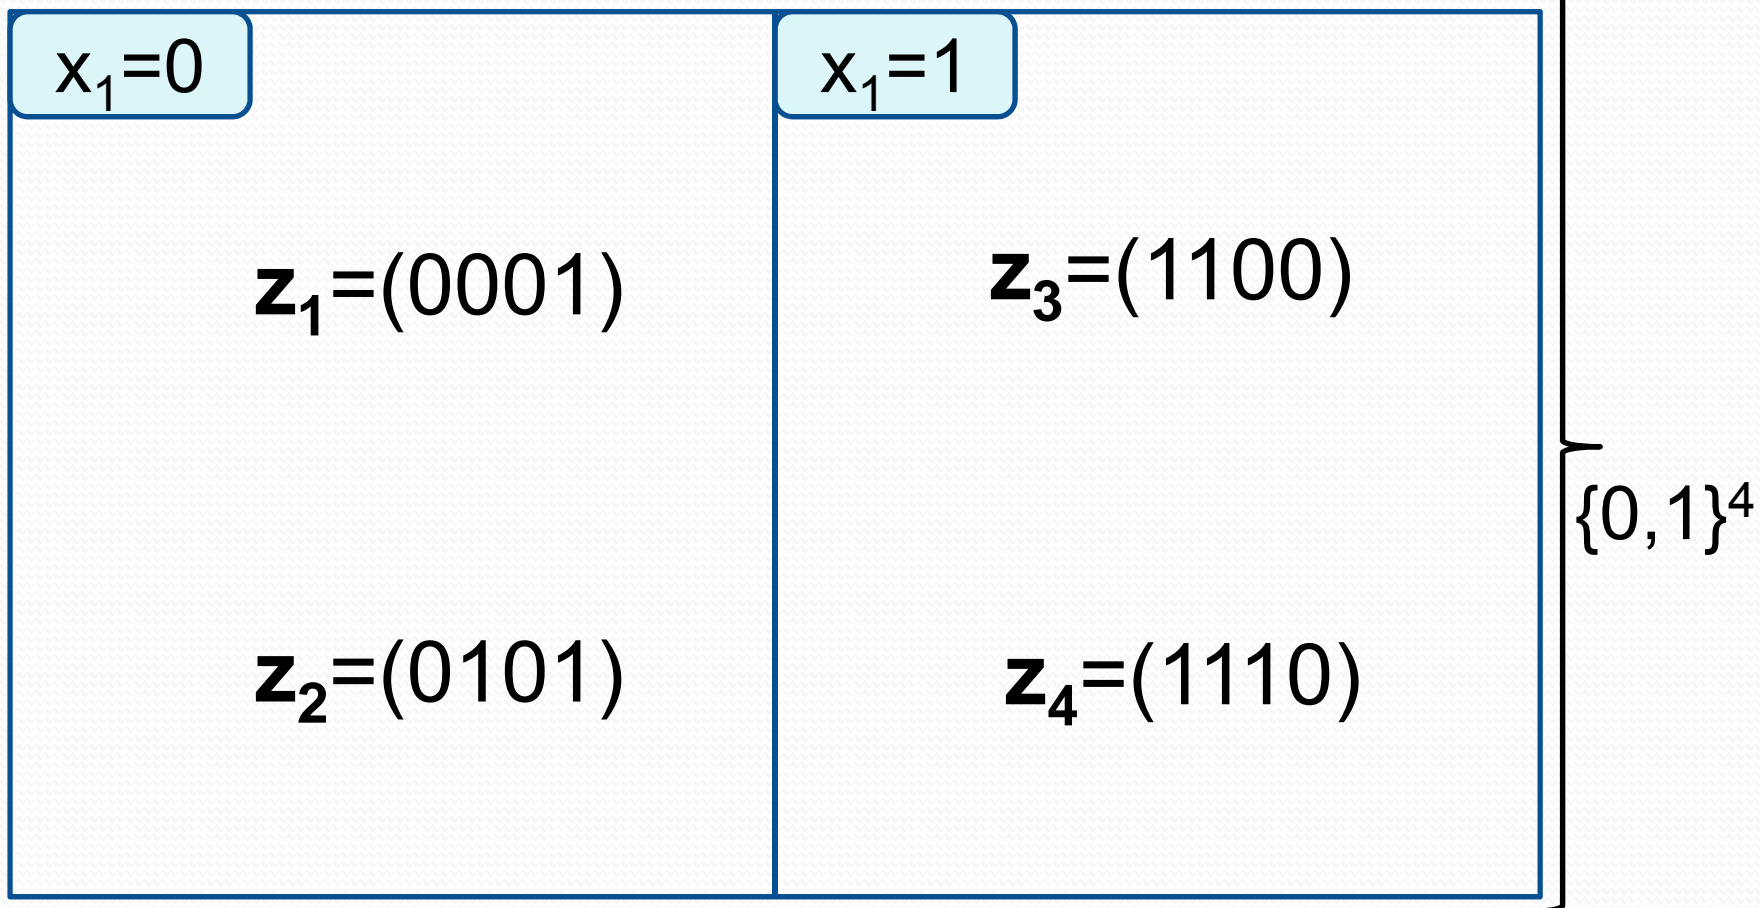 x₁=0
x₁=1
z₁=(0001)
z₃=(1100)
{0,1}⁴
z₂=(0101)
z₄=(1110)